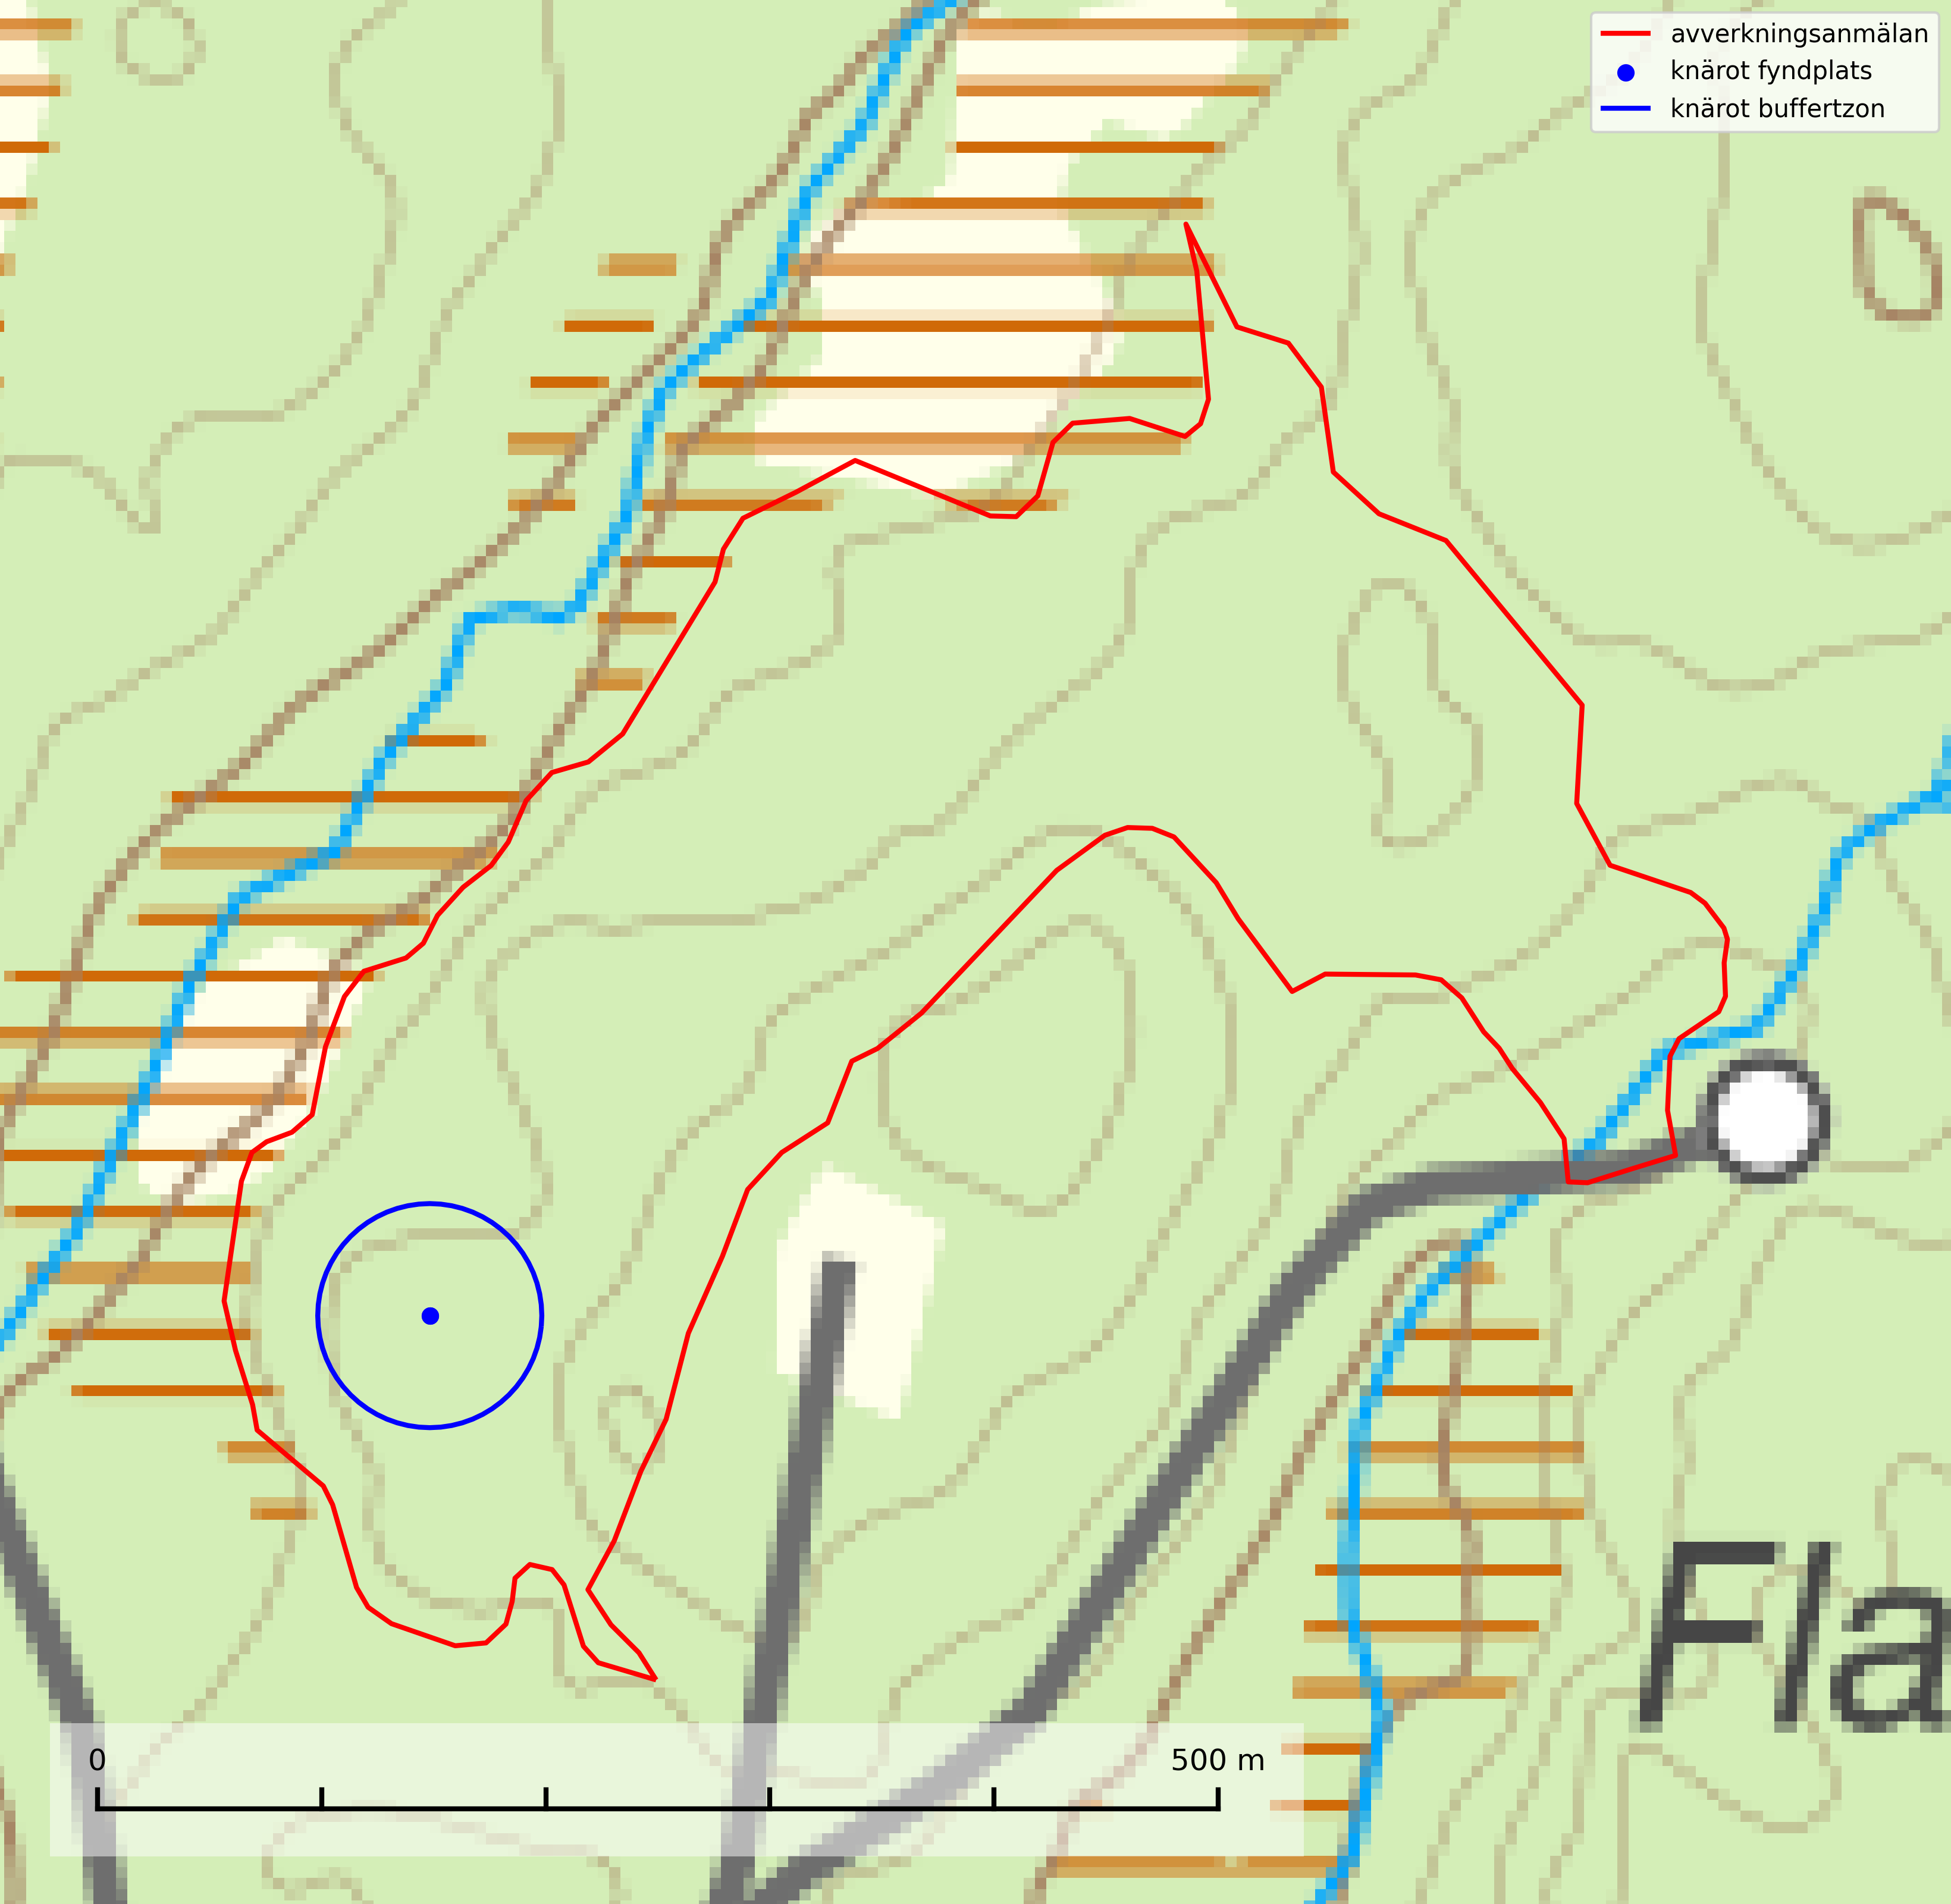 avverkningsanmälan
knärot fyndplats
knärot buffertzon
Fla
0 500 m